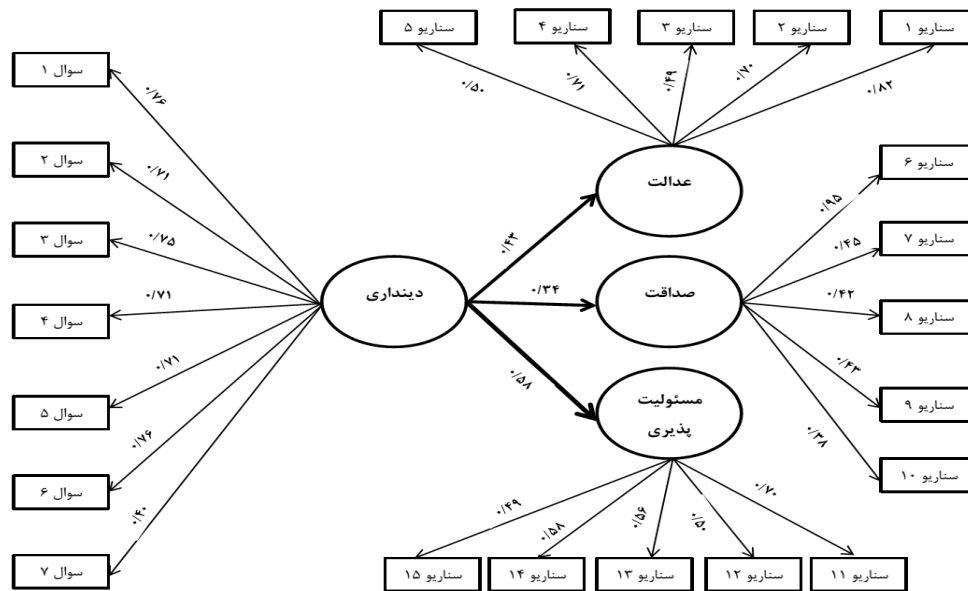 سناریو ۱
سناریو ۲
سناریو ۳
سناریو ۴
سناریو ۵
۰/۸۲
۰/۷۰
۰/۴۹
۰/۷۱
۰/۵۰
عدالت
سناریو ۶
سناریو ۷
سناریو ۸
سناریو ۹
سناریو ۱۰
۰/۹۵
۰/۴۵
۰/۴۲
۰/۴۳
۰/۳۸
صداقت
۰/۴۳
۰/۳۴
۰/۵۸
دینداری
مسئولیت
پذیری
۰/۷۰
۰/۵۰
۰/۵۶
۰/۵۸
۰/۴۹
سناریو ۱۱
سناریو ۱۲
سناریو ۱۳
سناریو ۱۴
سناریو ۱۵
۰/۷۶
۰/۷۱
۰/۷۵
۰/۷۱
۰/۷۱
۰/۷۶
۰/۴۰
سوال ۱
سوال ۲
سوال ۳
سوال ۴
سوال ۵
سوال ۶
سوال ۷